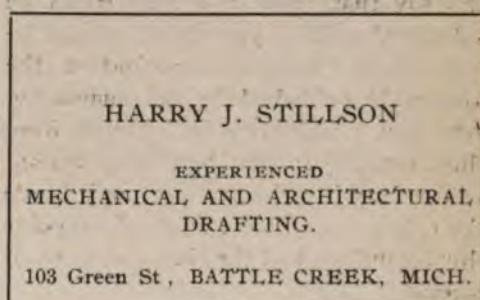 HARRY J. STILLSON
EXPERIENCED
MECHANICAL AND ARCHITECTURAL
DRAFTING.
103 Green St , BATTLE CREEK, MICH.